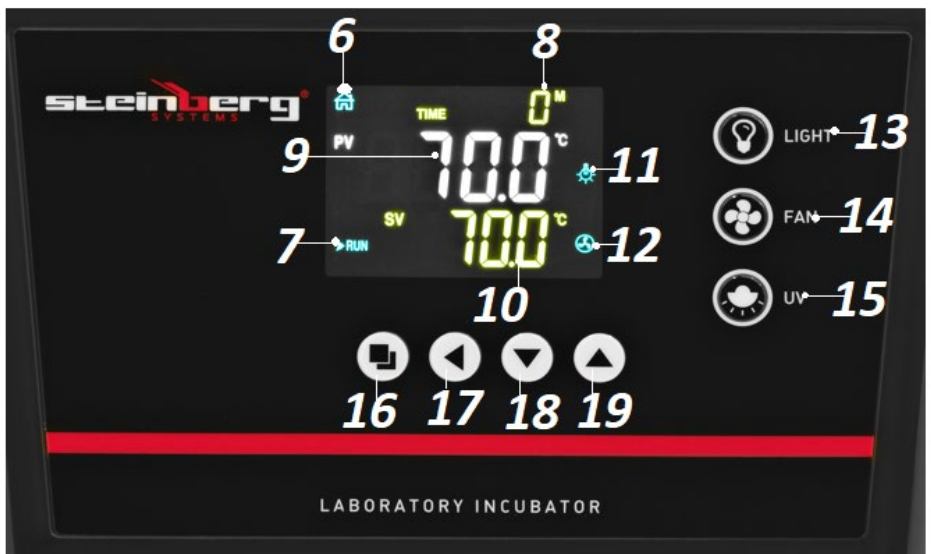 6
8
steinberg®
SYSTEMS
TIME 0 M
PV 70.0 °C
9
11
13
LIGHT
14
FAN
SV 70.0 °C
7
RUN
12
10
15
UV
16
17
18
19
LABORATORY INCUBATOR